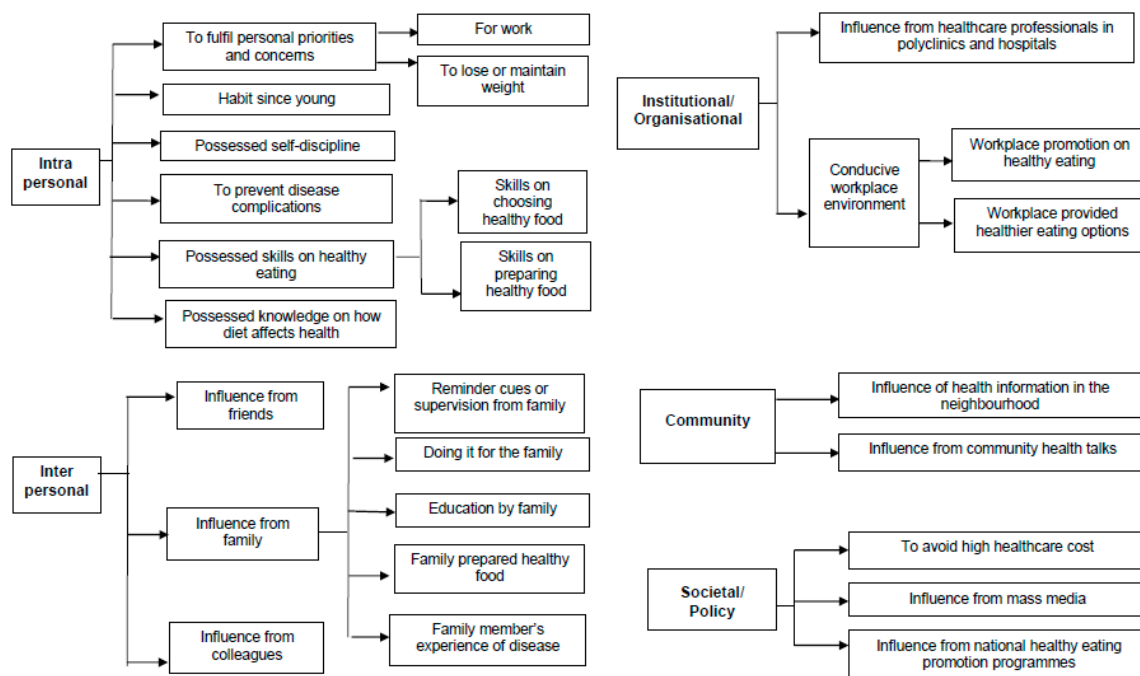 Intra
personal
To fulfil personal priorities
and concerns
For work
To lose or maintain
weight
Habit since young
Possessed self-discipline
To prevent disease
complications
Possessed skills on healthy
eating
Skills on
choosing
healthy food
Skills on
preparing
healthy food
Possessed knowledge on how
diet affects health
Inter
personal
Influence from
friends
Influence from
family
Reminder cues or
supervision from family
Doing it for the family
Education by family
Family prepared healthy
food
Family member's
experience of disease
Influence from
colleagues
Institutional/
Organisational
Influence from healthcare professionals in
polyclinics and hospitals
Conducive
workplace
environment
Workplace promotion on
healthy eating
Workplace provided
healthier eating options
Community
Influence of health information in the
neighbourhood
Influence from community health talks
Societal/
Policy
To avoid high healthcare cost
Influence from mass media
Influence from national healthy eating
promotion programmes